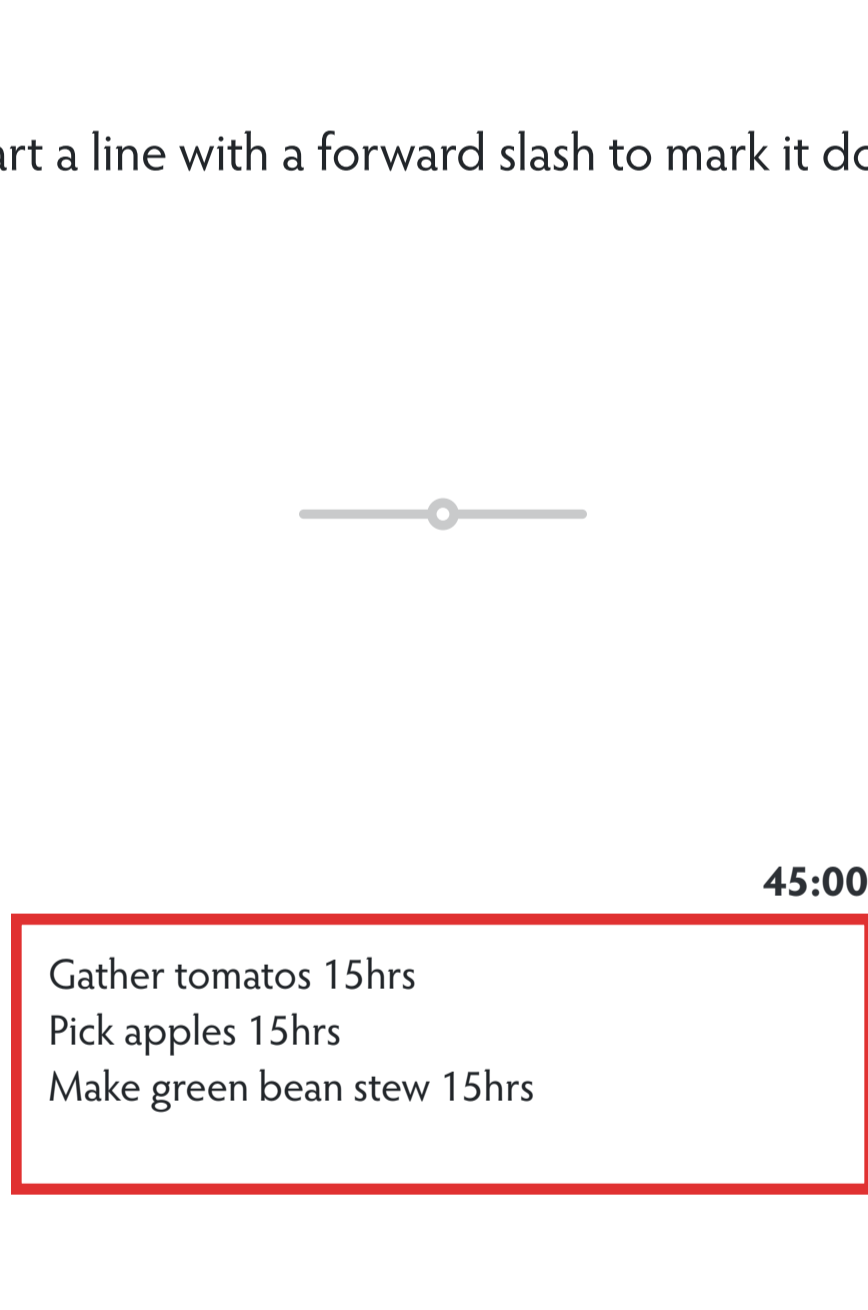 art a line with a forward slash to mark it do
45:00
Gather tomatos 15hrs
Pick apples 15hrs
Make green bean stew 15hrs